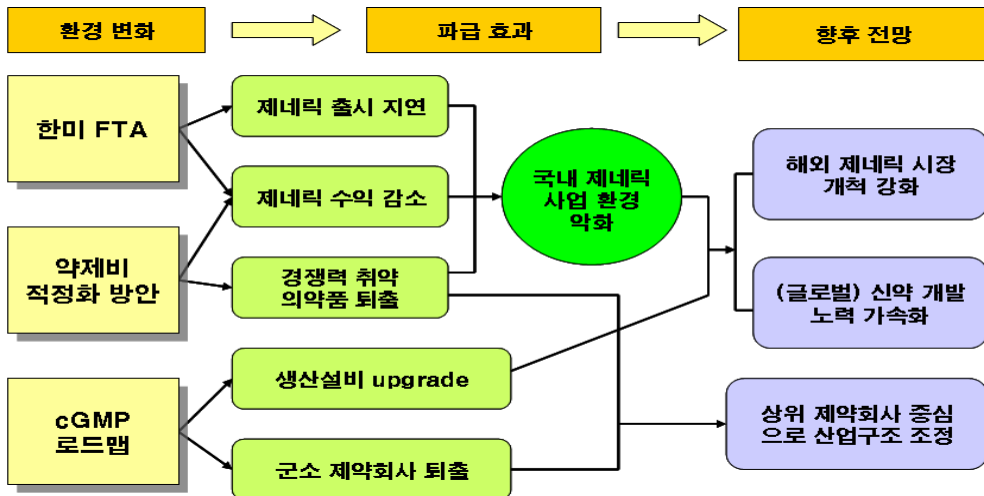 환경 변화
파급 효과
향후 전망
한미 FTA
약제비
적정화 방안
cGMP
로드맵
제네릭 출시 지연
제네릭 수익 감소
경쟁력 취약
의약품 퇴출
생산설비 upgrade
군소 제약회사 퇴출
국내 제네릭
사업 환경
악화
해외 제네릭 시장
개척 강화
(글로벌) 신약 개발
노력 가속화
상위 제약회사 중심
으로 산업구조 조정